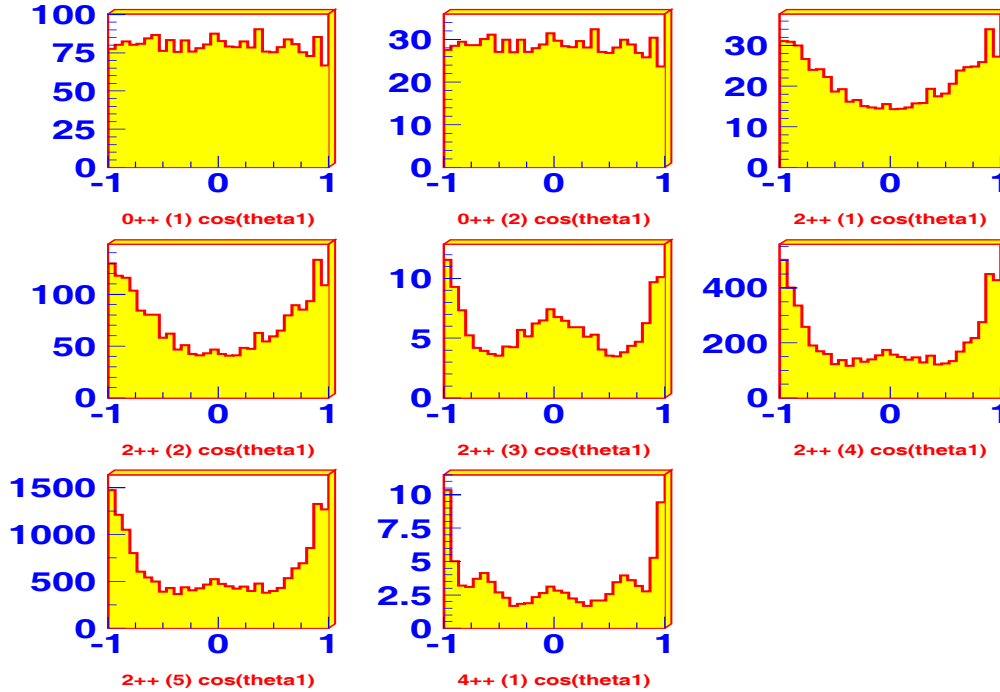 100
75
50
25
0
-1 0 1
0++ (1) cos(theta1)
30
20
10
0
-1 0 1
0++ (2) cos(theta1)
30
20
10
0
-1 0 1
2++ (1) cos(theta1)
100
50
0
-1 0 1
2++ (2) cos(theta1)
10
5
0
-1 0 1
2++ (3) cos(theta1)
400
200
0
-1 0 1
2++ (4) cos(theta1)
1500
1000
500
0
-1 0 1
2++ (5) cos(theta1)
10
7.5
5
2.5
0
-1 0 1
4++ (1) cos(theta1)